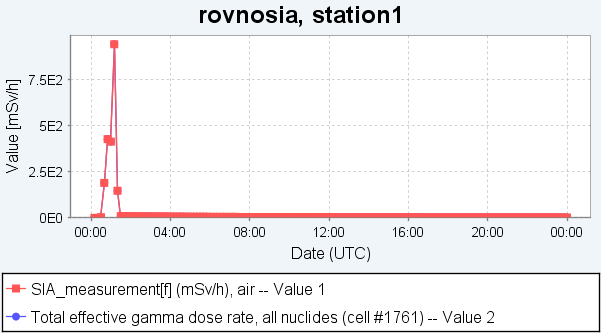 rovnosia, station1
Value [mSv/h]
7.5E2
5E2
2.5E2
0E0
00:00 04:00 08:00 12:00 16:00 20:00 00:00
Date (UTC)
SIA_measurement[f] (mSv/h), air -- Value 1
Total effective gamma dose rate, all nuclides (cell #1761) -- Value 2